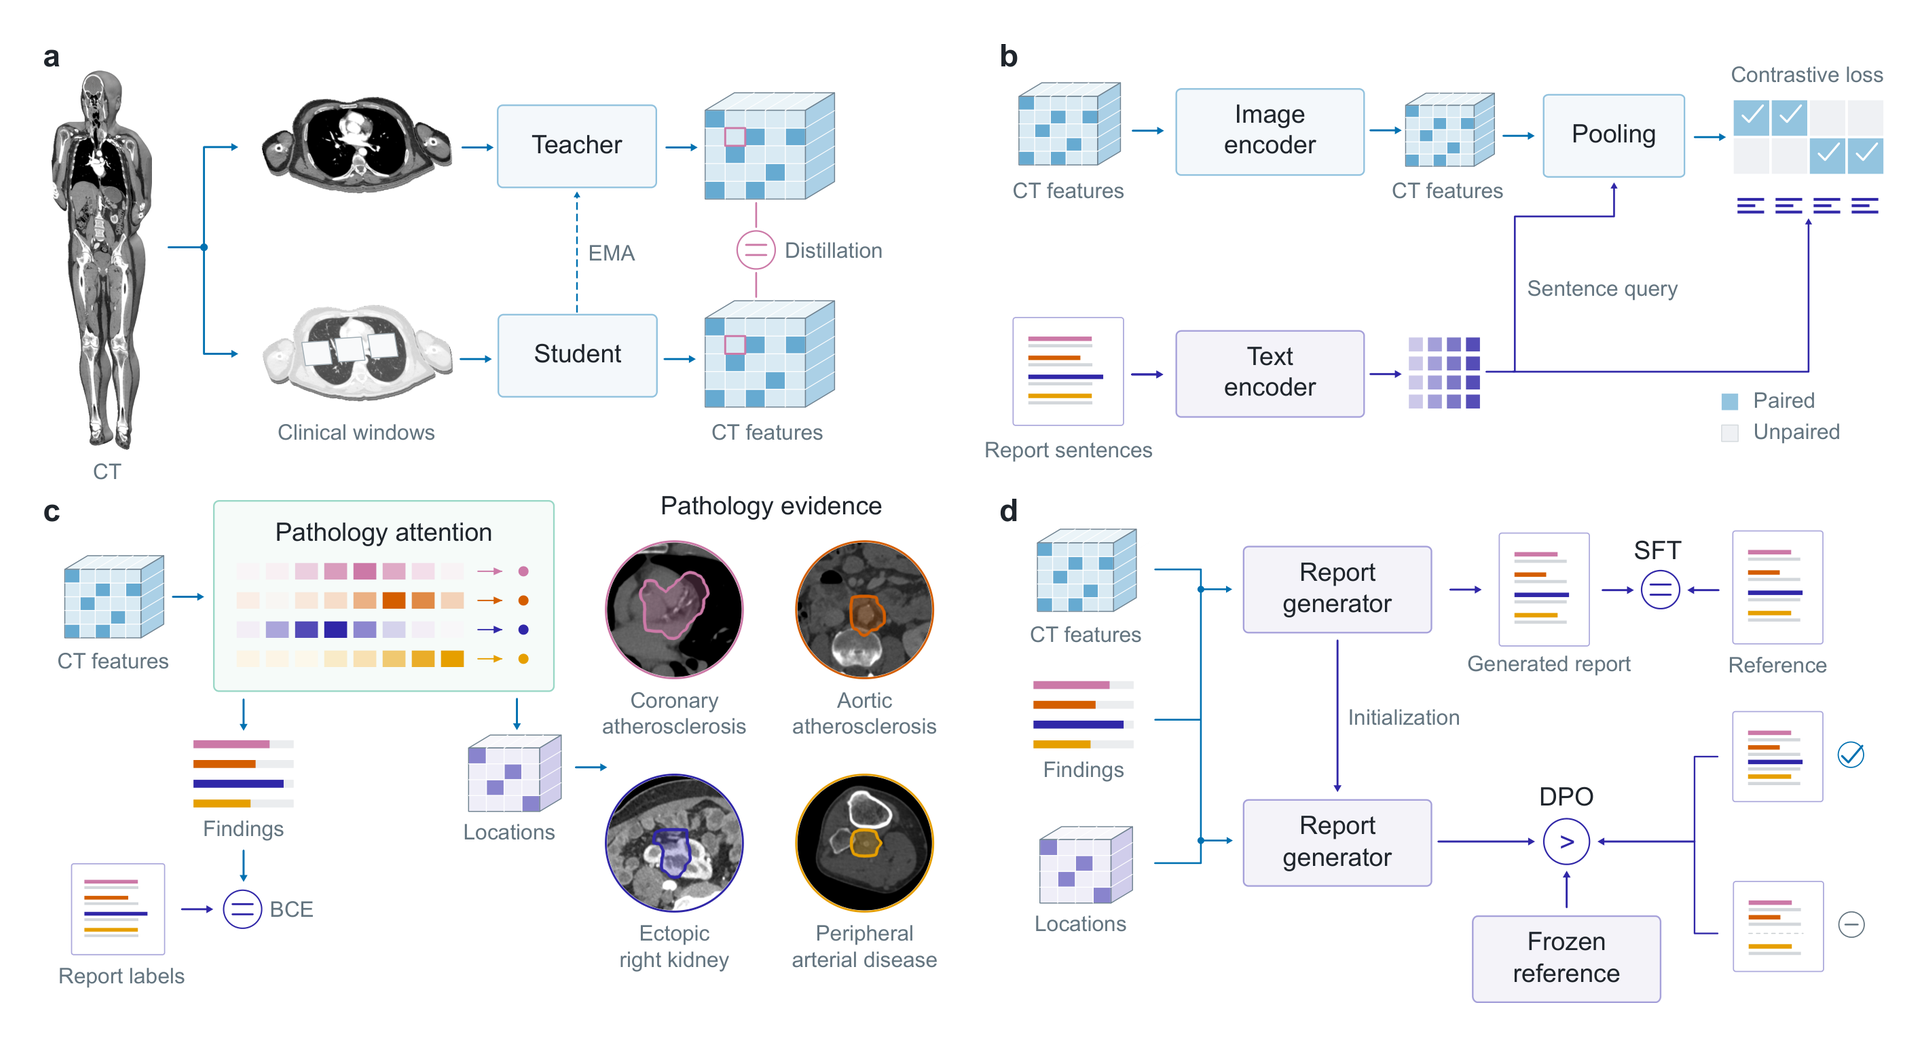 a
Teacher
EMA
Distillation
Student
Clinical windows
CT features
CT
b
Contrastive loss
Image
encoder
Pooling
CT features
CT features
Sentence query
Text
encoder
Paired
Unpaired
Report sentences
c
Pathology attention
CT features
Findings
Locations
BCE
Report labels
Pathology evidence
Coronary
atherosclerosis
Aortic
atherosclerosis
Ectopic
right kidney
Peripheral
arterial disease
d
CT features
Report
generator
SFT
Generated report
Reference
Findings
Initialization
Locations
Report
generator
DPO
>
Frozen
reference